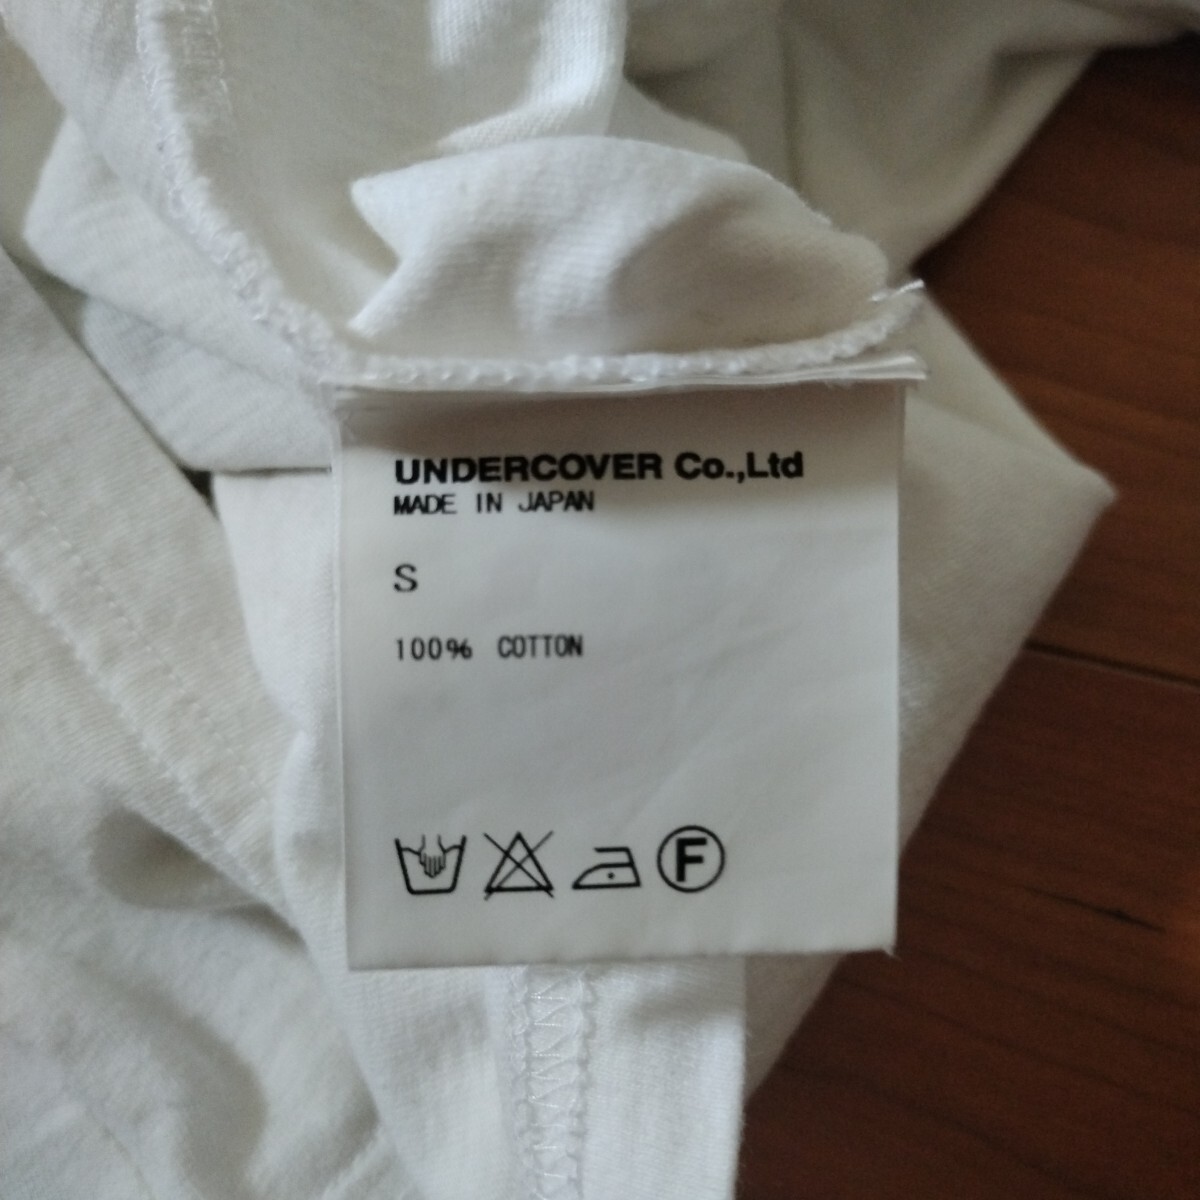 UNDERCOVER Co.,Ltd
MADE IN JAPAN
S
100% COTTON
F